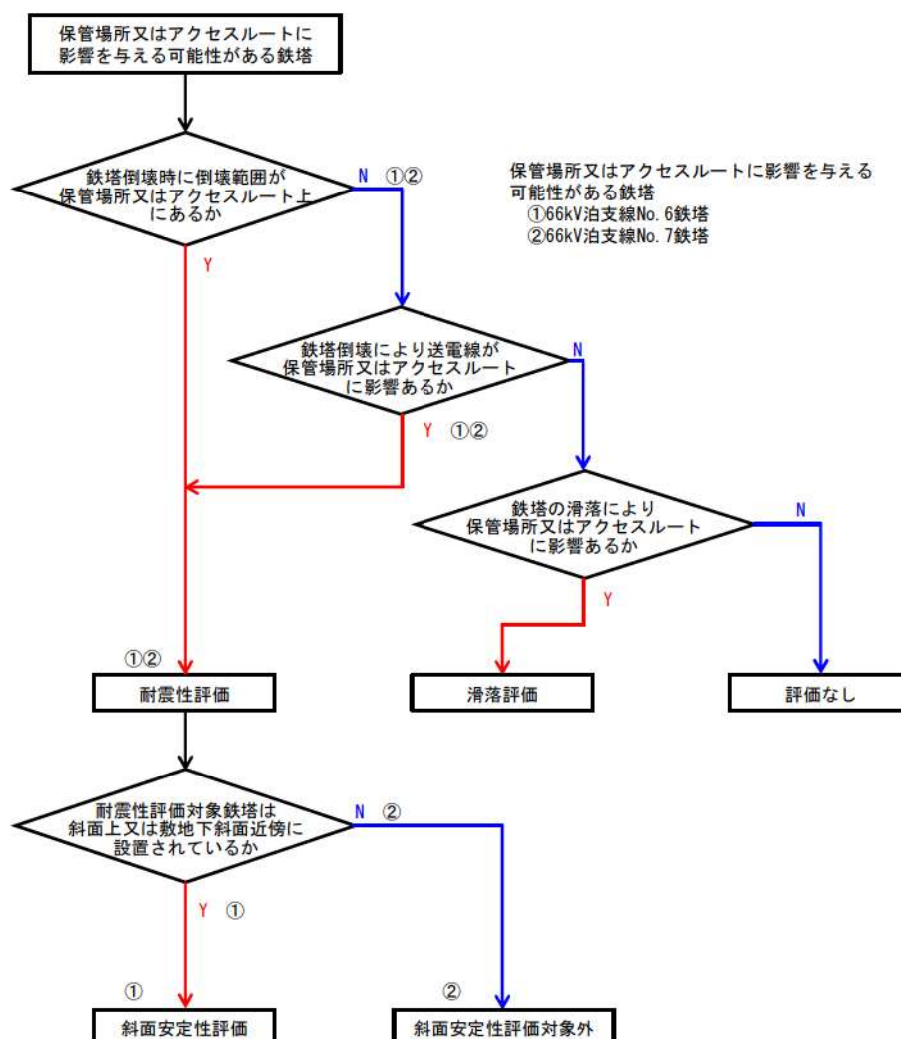 保管場所又はアクセスルートに
影響を与える可能性がある鉄塔
鉄塔倒壊時に倒壊範囲が
保管場所又はアクセスルート上
にあるか
N ①②
Y
保管場所又はアクセスルートに影響を与える
可能性がある鉄塔
①66kV泊支線No.6鉄塔
②66kV泊支線No.7鉄塔
鉄塔倒壊により送電線が
保管場所又はアクセスルート
に影響あるか
N
Y ①②
鉄塔の滑落により
保管場所又はアクセスルート
に影響あるか
N
Y
①②
耐震性評価
滑落評価
評価なし
耐震性評価対象鉄塔は
斜面上又は敷地下斜面近傍に
設置されているか
N ②
Y ①
①
斜面安定性評価
②
斜面安定性評価対象外